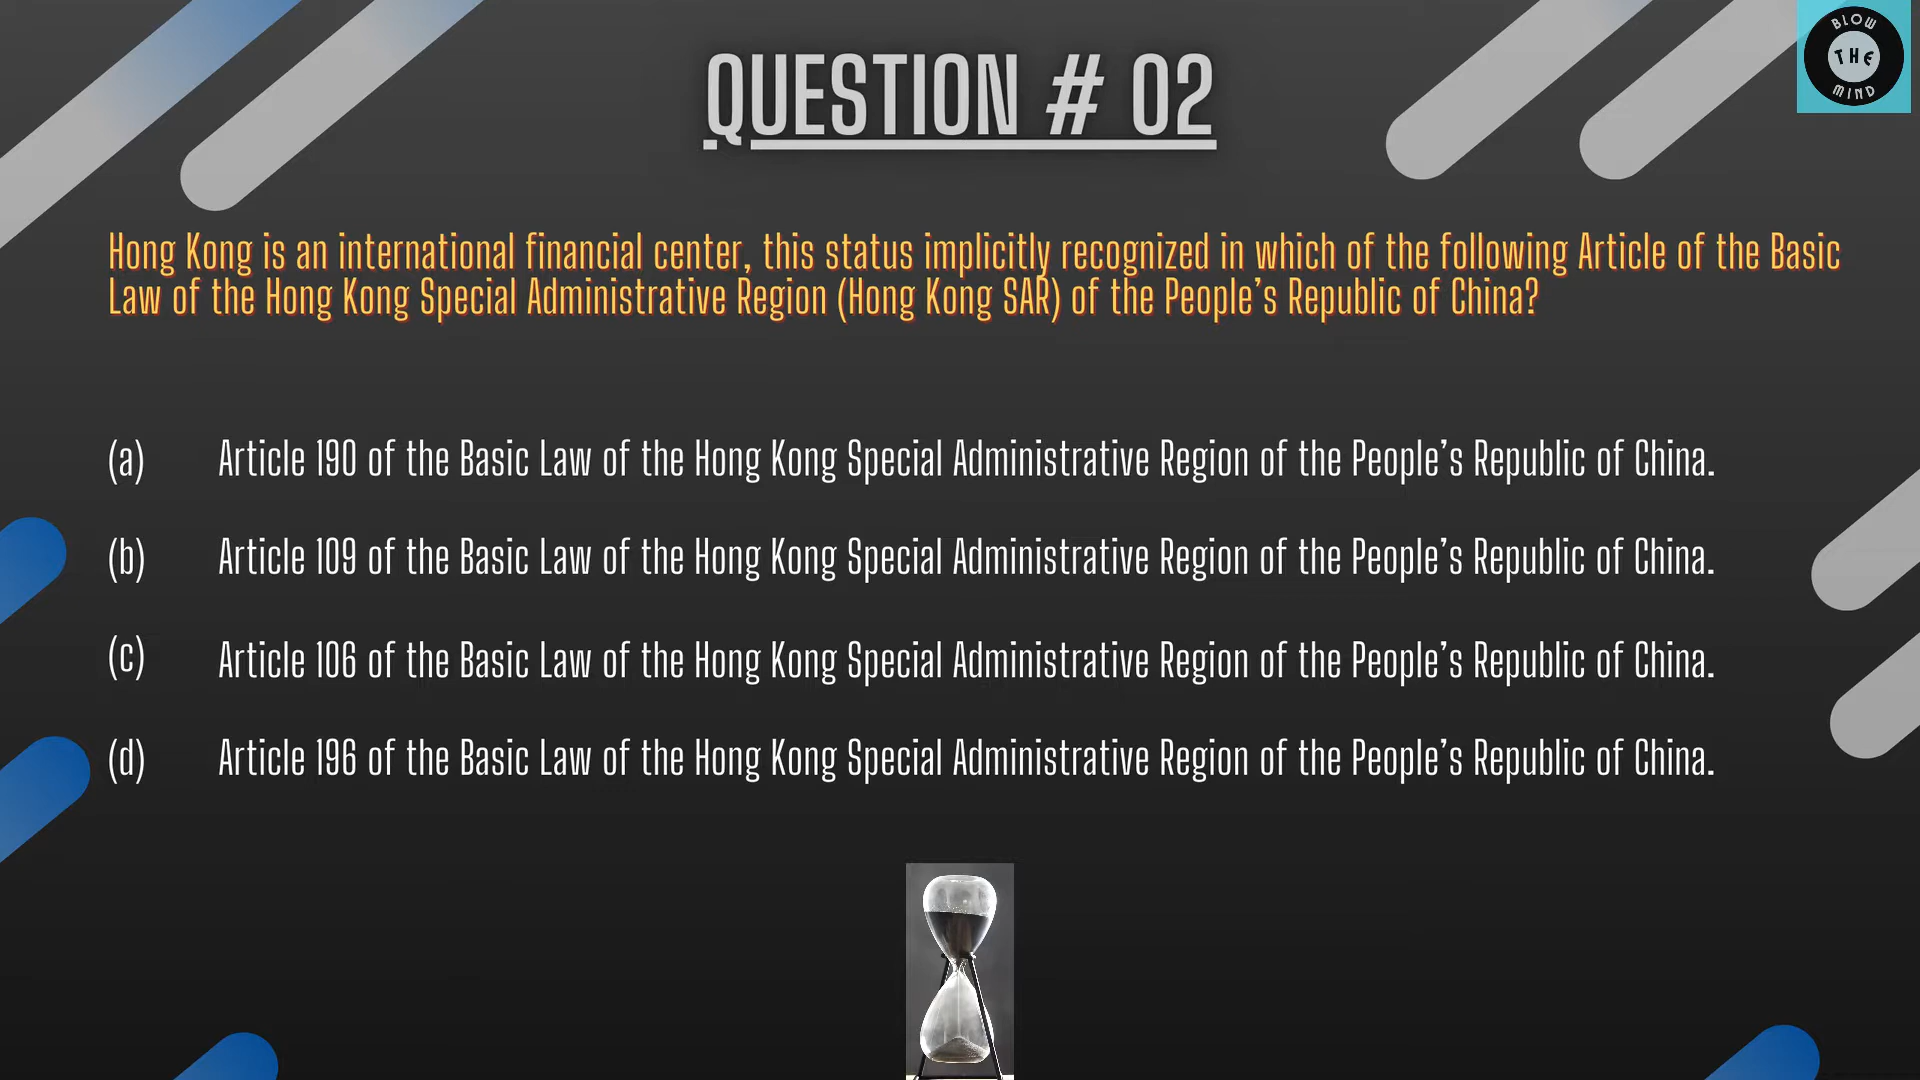 BLOW
THE
MIND
QUESTION # 02
Hong Kong is an international financial center, this status implicitly recognized in which of the following Article of the Basic
Law of the Hong Kong Special Administrative Region (Hong Kong SAR) of the People’s Republic of China?
(a) Article 190 of the Basic Law of the Hong Kong Special Administrative Region of the People’s Republic of China.
(b) Article 109 of the Basic Law of the Hong Kong Special Administrative Region of the People’s Republic of China.
(c) Article 106 of the Basic Law of the Hong Kong Special Administrative Region of the People’s Republic of China.
(d) Article 196 of the Basic Law of the Hong Kong Special Administrative Region of the People’s Republic of China.